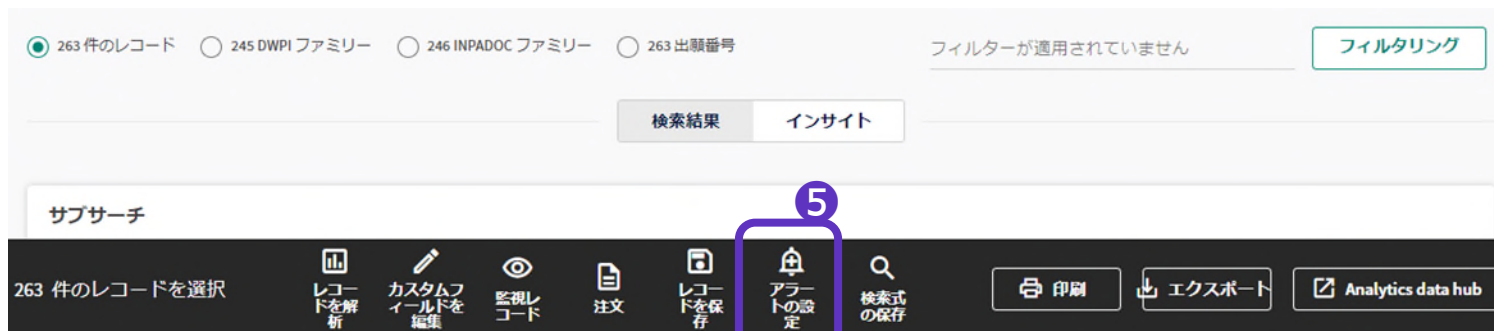 263 件のレコード 245 DWPI ファミリー 246 INPADOC ファミリー 263 出願番号 フィルターが適用されていません フィルタリング
検索結果 インサイト
サブサーチ
5
263 件のレコードを選択
レコー
ドを解
析
カスタムフ
ィールドを
編集
監視レ
コード
注文
レコー
ドを保
存
アラー
トの設
定
検索式
の保存
印刷
エクスポート
Analytics data hub